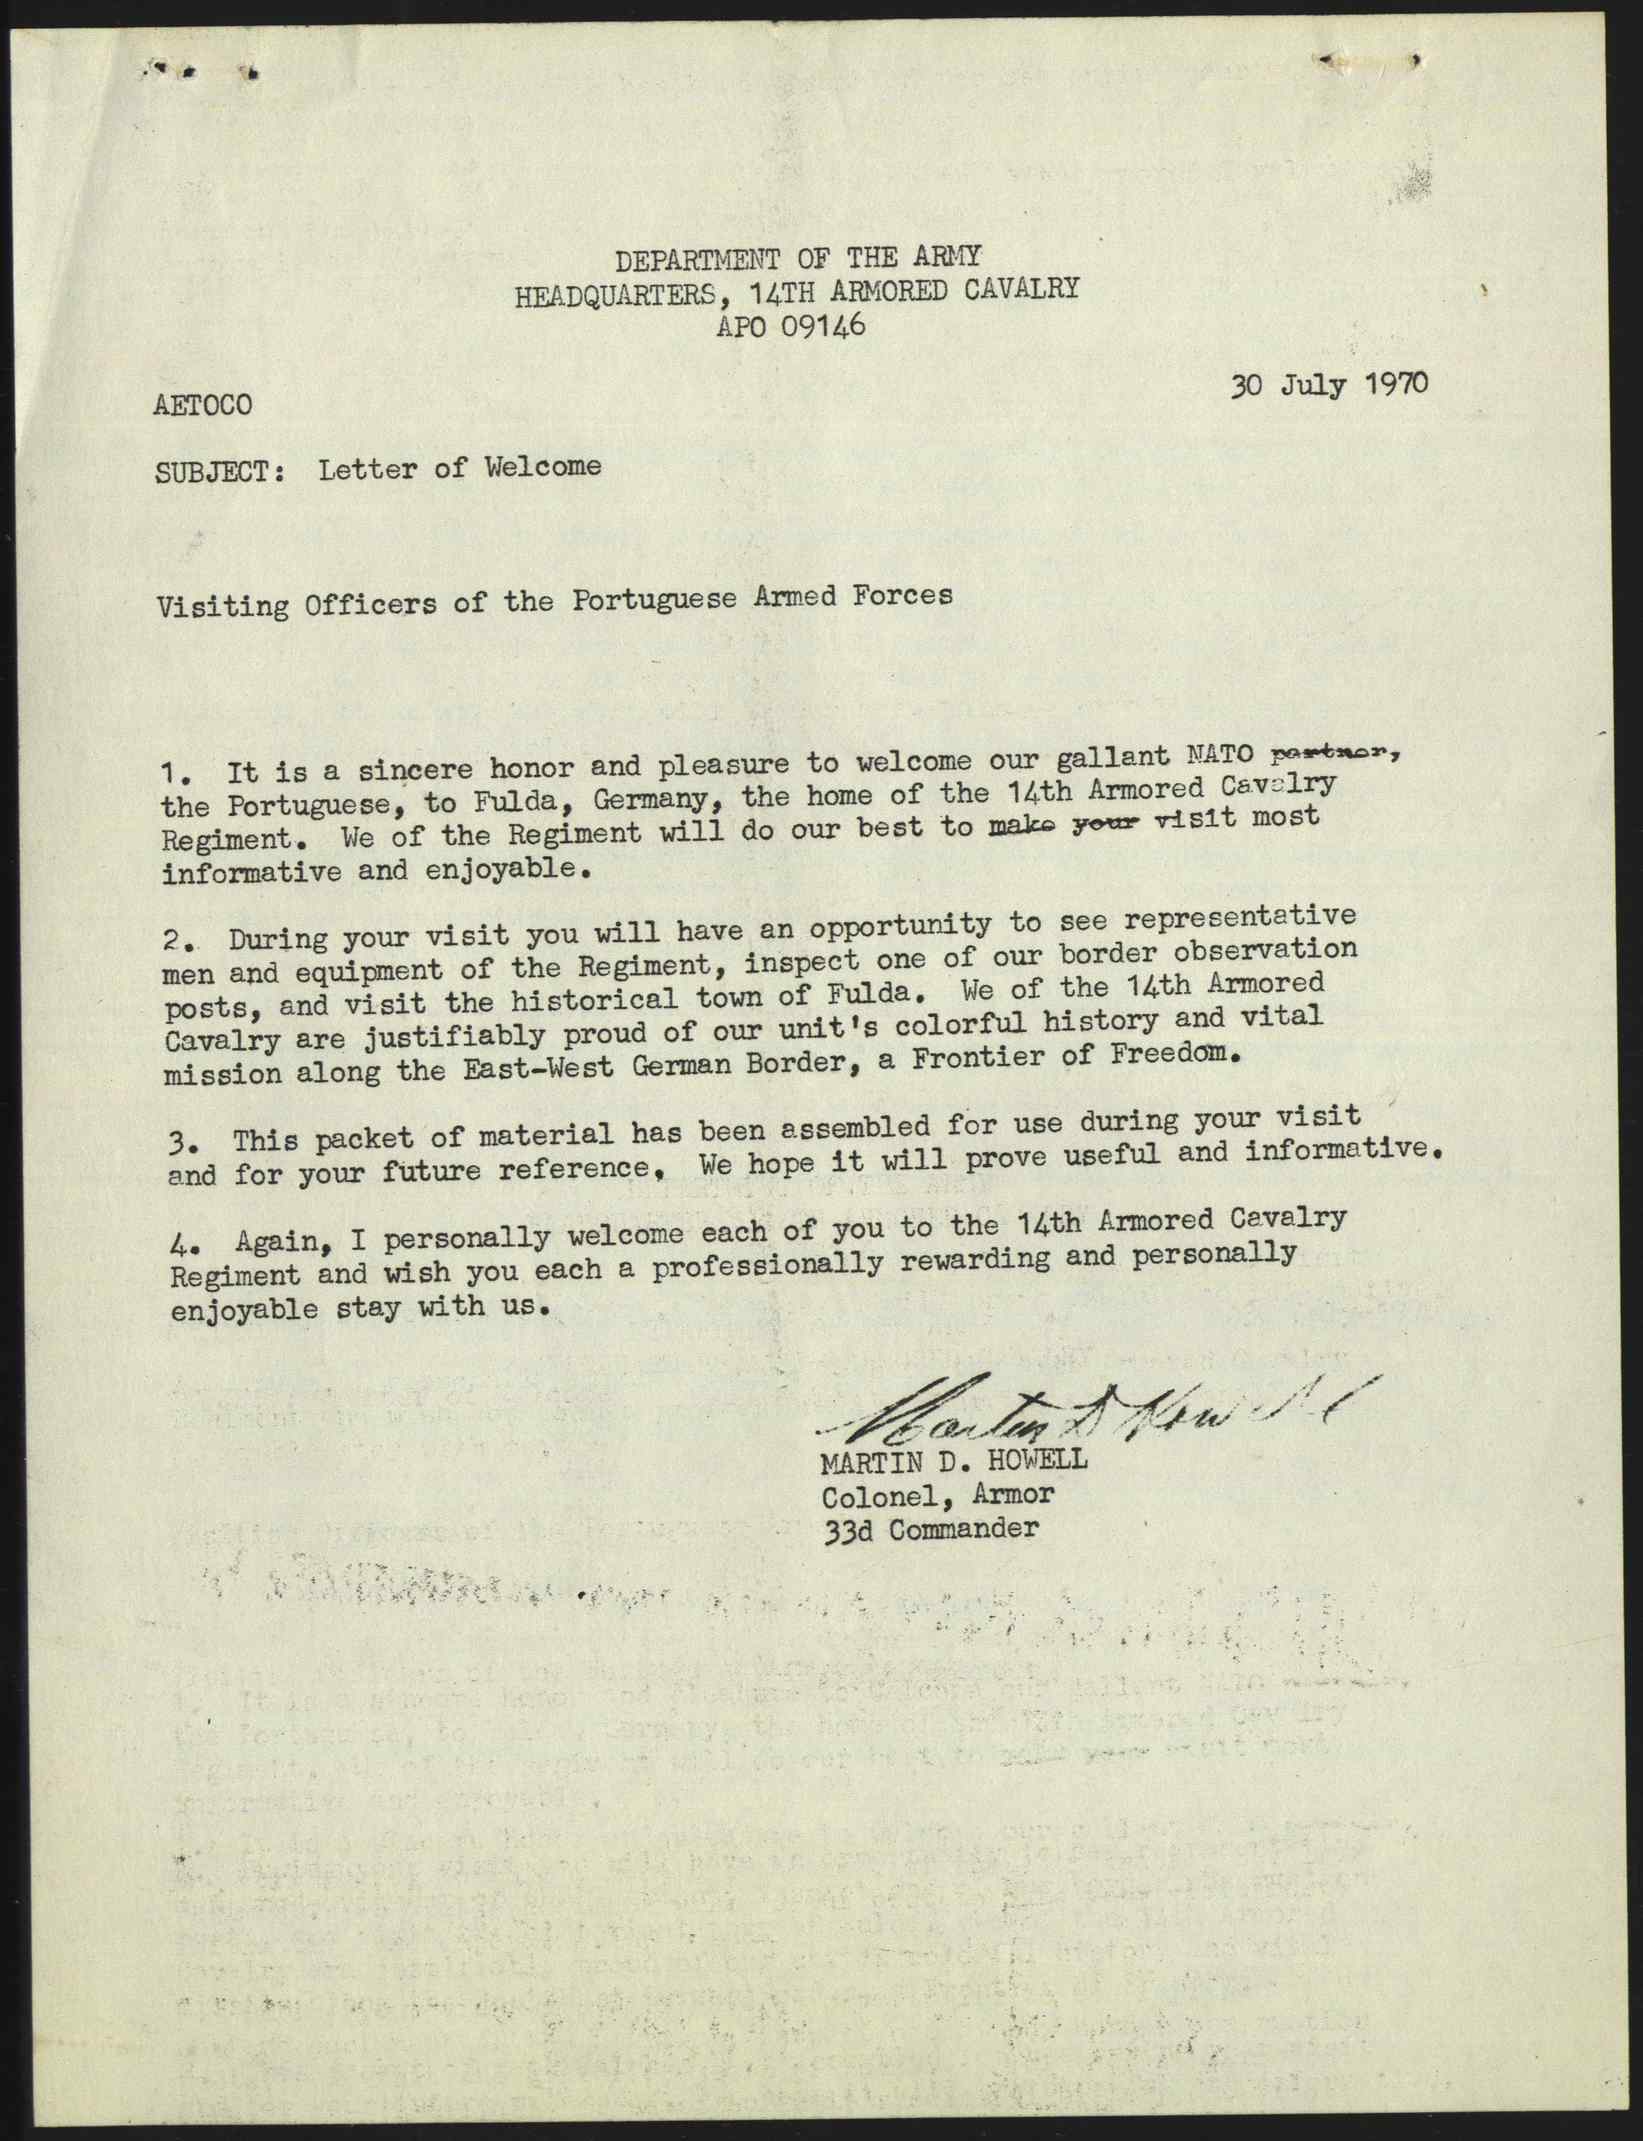 DEPARTMENT OF THE ARMY
HEADQUARTERS, 14TH ARMORED CAVALRY
APO 09146
30 July 1970
AETOCO
SUBJECT: Letter of Welcome
Visiting Officers of the Portuguese Armed Forces
1. It is a sincere honor and pleasure to welcome our gallant NATO partner,
the Portuguese, to Fulda, Germany, the home of the 14th Armored Cavalry
Regiment. We of the Regiment will do our best to make your visit most
informative and enjoyable.
2. During your visit you will have an opportunity to see representative
men and equipment of the Regiment, inspect one of our border observation
posts, and visit the historical town of Fulda. We of the 14th Armored
Cavalry are justifiably proud of our unit's colorful history and vital
mission along the East-West German Border, a Frontier of Freedom.
3. This packet of material has been assembled for use during your visit
and for your future reference. We hope it will prove useful and informative.
4. Again, I personally welcome each of you to the 14th Armored Cavalry
Regiment and wish you each a professionally rewarding and personally
enjoyable stay with us.
Martin D Howell
MARTIN D. HOWELL
Colonel, Armor
33d Commander